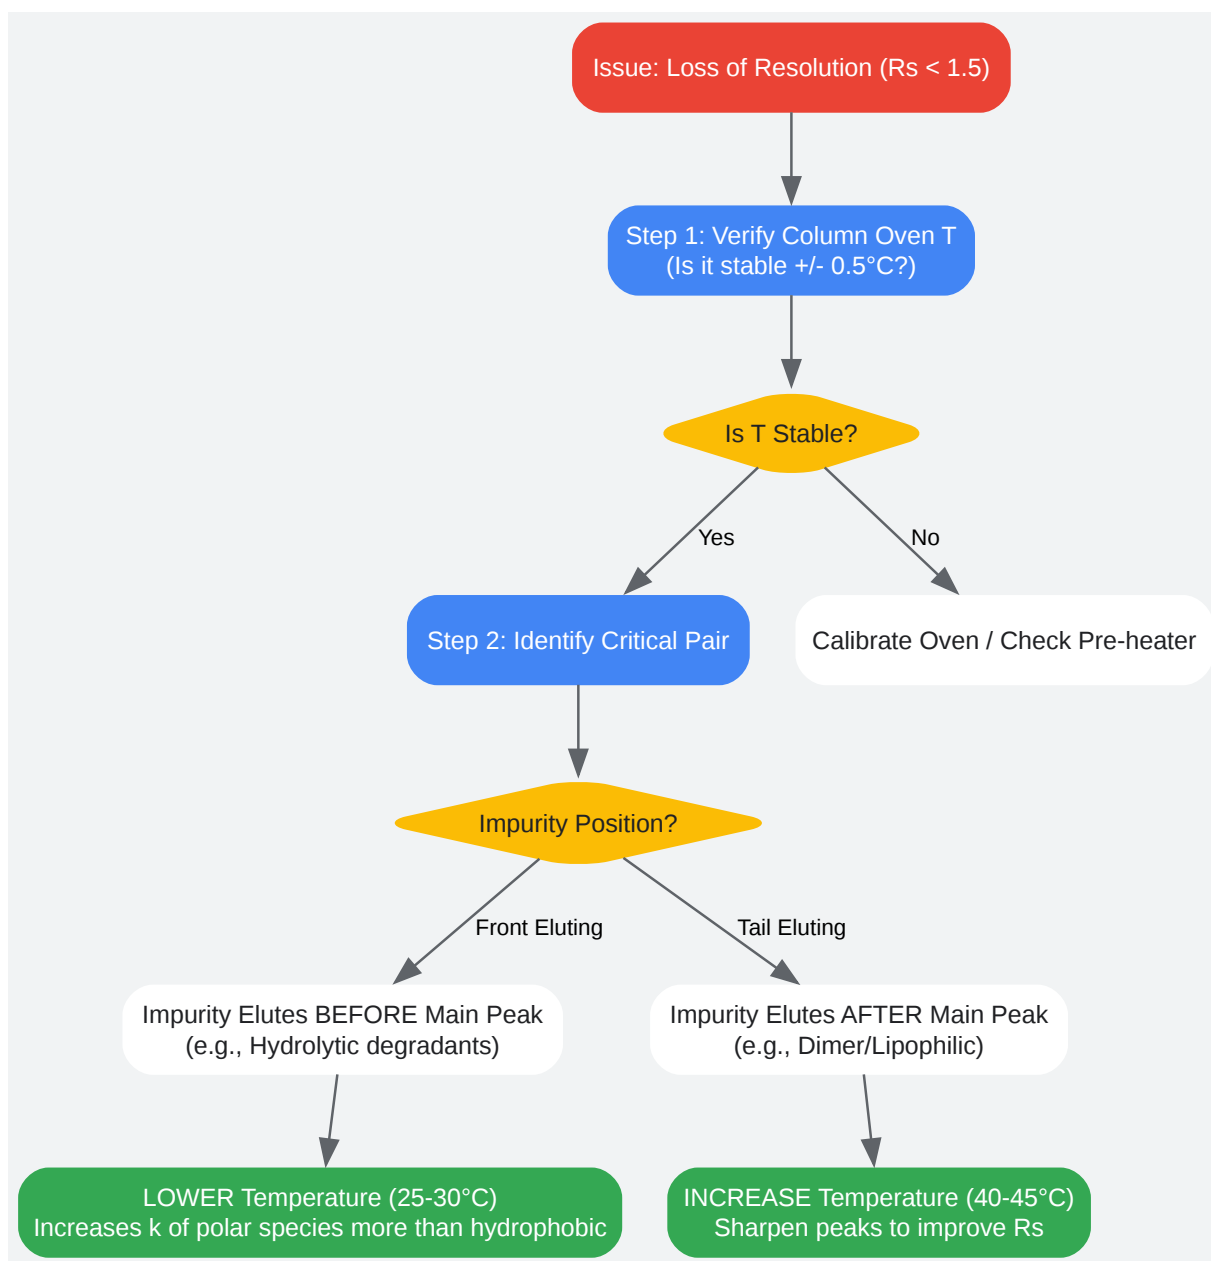 Issue: Loss of Resolution (Rs < 1.5)
Step 1: Verify Column Oven T
(Is it stable +/- 0.5°C?)
Is T Stable?
Yes
No
Step 2: Identify Critical Pair
Calibrate Oven / Check Pre-heater
Impurity Position?
Front Eluting
Tail Eluting
Impurity Elutes BEFORE Main Peak
(e.g., Hydrolytic degradants)
Impurity Elutes AFTER Main Peak
(e.g., Dimer/Lipophilic)
LOWER Temperature (25-30°C)
Increases k of polar species more than hydrophobic
INCREASE Temperature (40-45°C)
Sharpen peaks to improve Rs